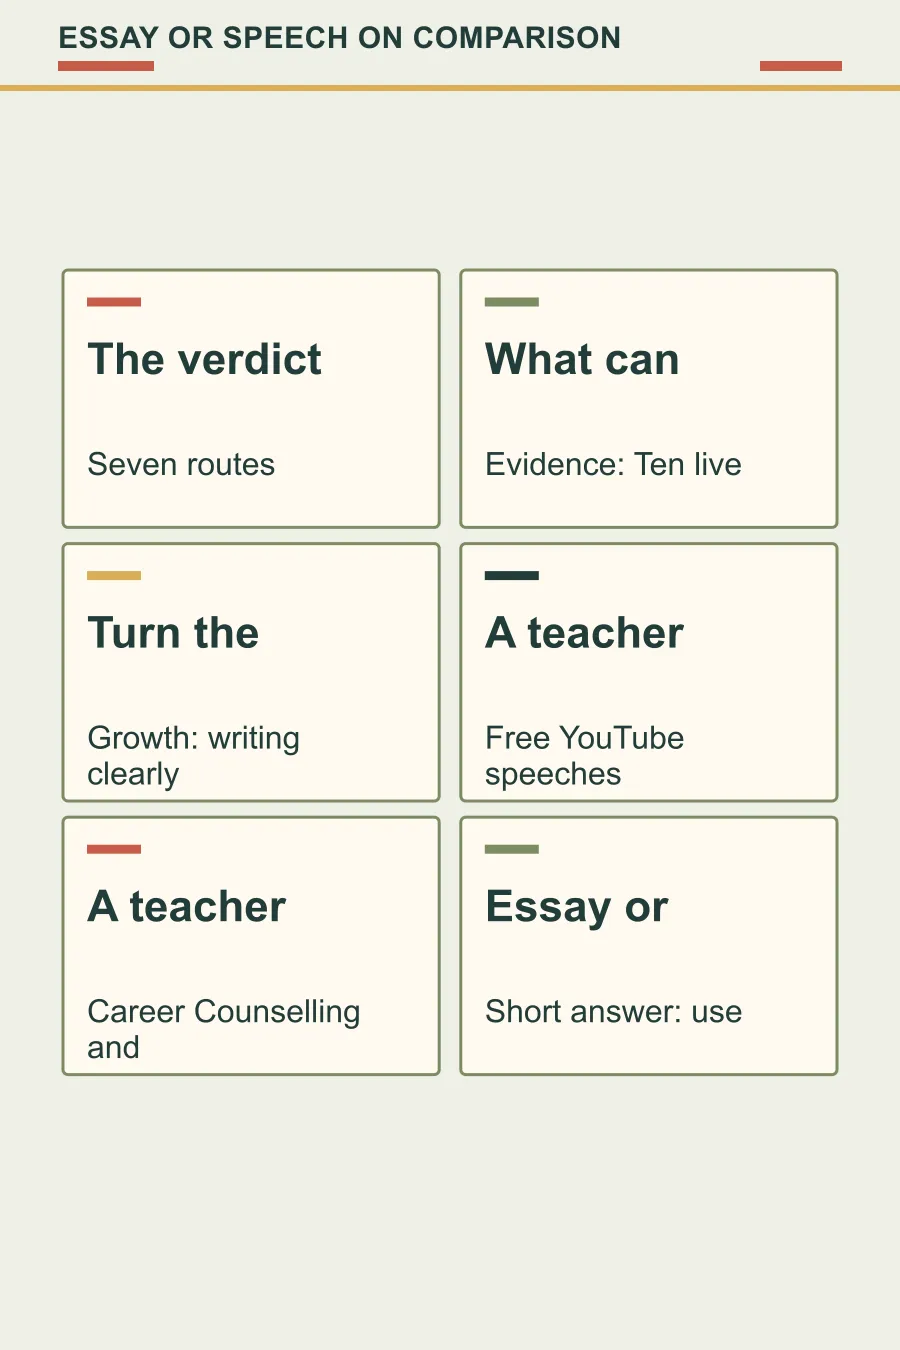 ESSAY OR SPEECH ON COMPARISON
The verdict
Seven routes
What can
Evidence: Ten live
Turn the
Growth: writing
clearly
A teacher
Free YouTube
speeches
A teacher
Career Counselling
and
Essay or
Short answer: use